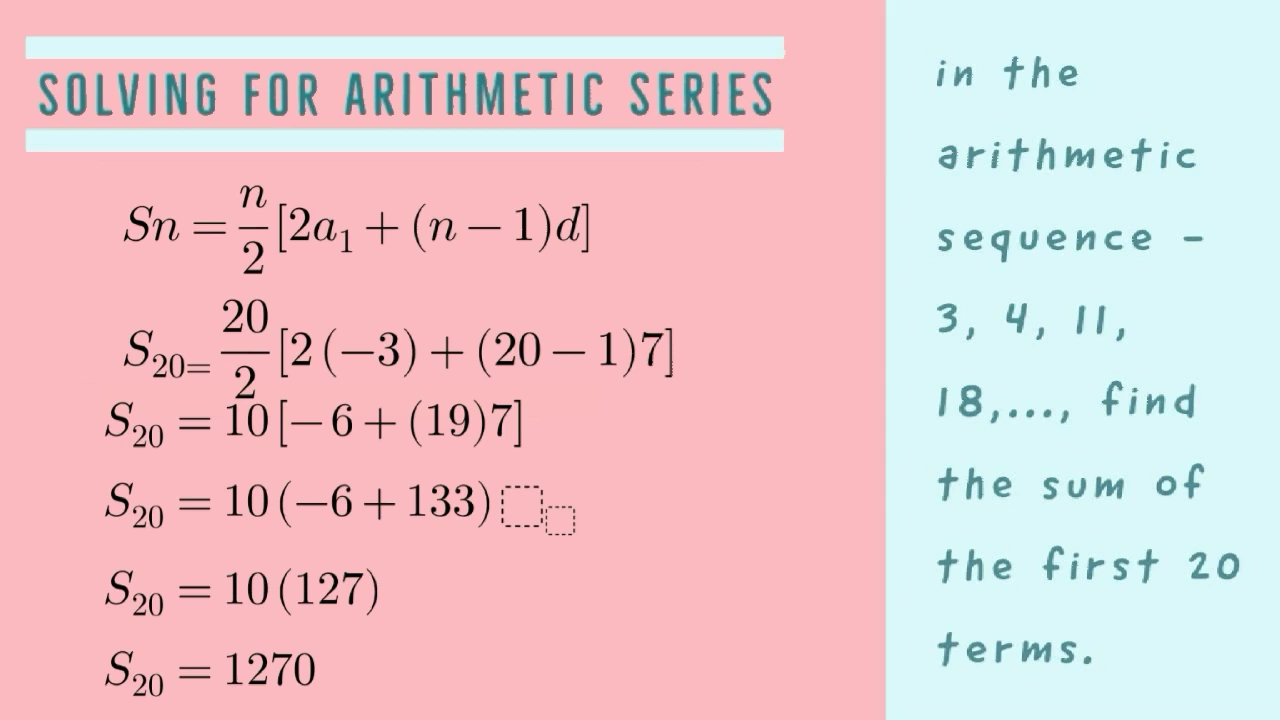 SOLVING FOR ARITHMETIC SERIES
Sn = n/2 [2a₁ + (n − 1)d]
S₂₀₌ 20/2 [2 (−3) + (20 − 1)7]
S₂₀ = 10 [− 6 + (19)7]
S₂₀ = 10 (−6 + 133)
S₂₀ = 10 (127)
S₂₀ = 1270
in the
arithmetic
sequence -
3, 4, 11,
18,..., find
the sum of
the first 20
terms.